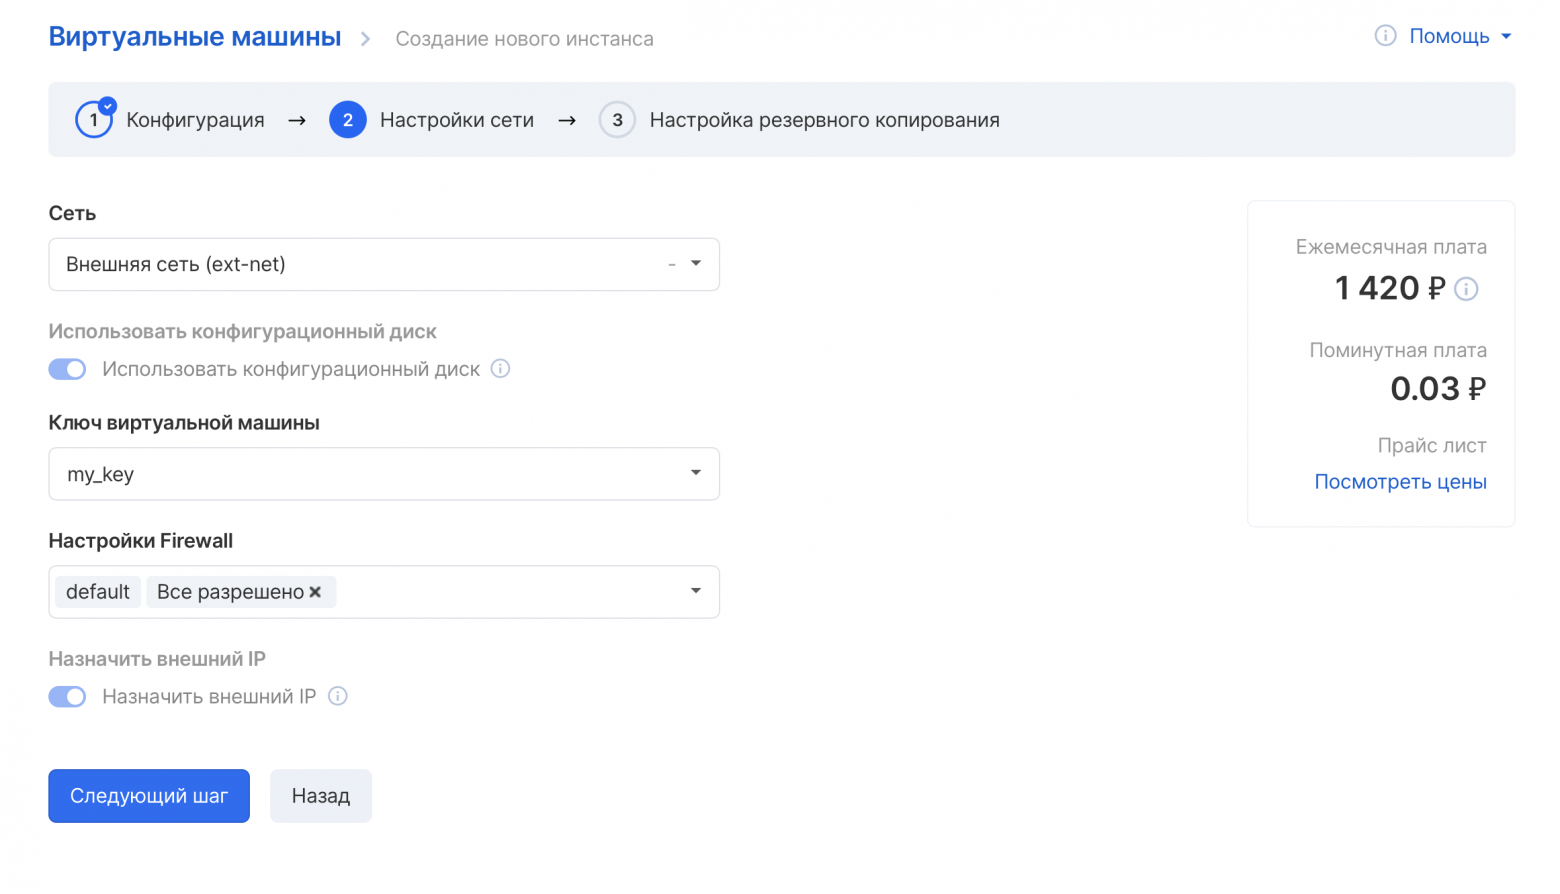 Виртуальные машины > Создание нового инстанса
Помощь
1 Конфигурация → 2 Настройки сети → 3 Настройка резервного копирования
Сеть
Внешняя сеть (ext-net) -
Использовать конфигурационный диск
Использовать конфигурационный диск
Ключ виртуальной машины
my_key
Настройки Firewall
default Все разрешено ×
Назначить внешний IP
Назначить внешний IP
Следующий шаг Назад
Ежемесячная плата
1 420 ₽
Поминутная плата
0.03 ₽
Прайс лист
Посмотреть цены